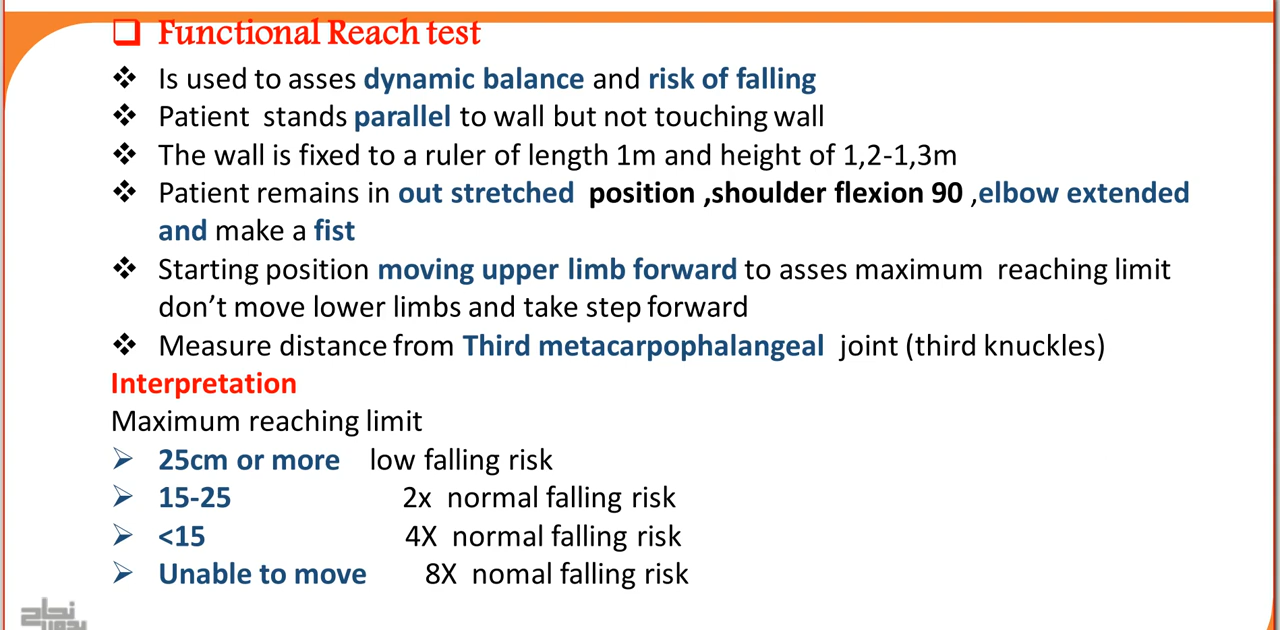 Functional Reach test
Is used to asses dynamic balance and risk of falling
Patient stands parallel to wall but not touching wall
The wall is fixed to a ruler of length 1m and height of 1,2-1,3m
Patient remains in out stretched position ,shoulder flexion 90 ,elbow extended
and make a fist
Starting position moving upper limb forward to asses maximum reaching limit
don’t move lower limbs and take step forward
Measure distance from Third metacarpophalangeal joint (third knuckles)
Interpretation
Maximum reaching limit
25cm or more low falling risk
15-25 2x normal falling risk
<15 4X normal falling risk
Unable to move 8X nomal falling risk
نجاح
بدون